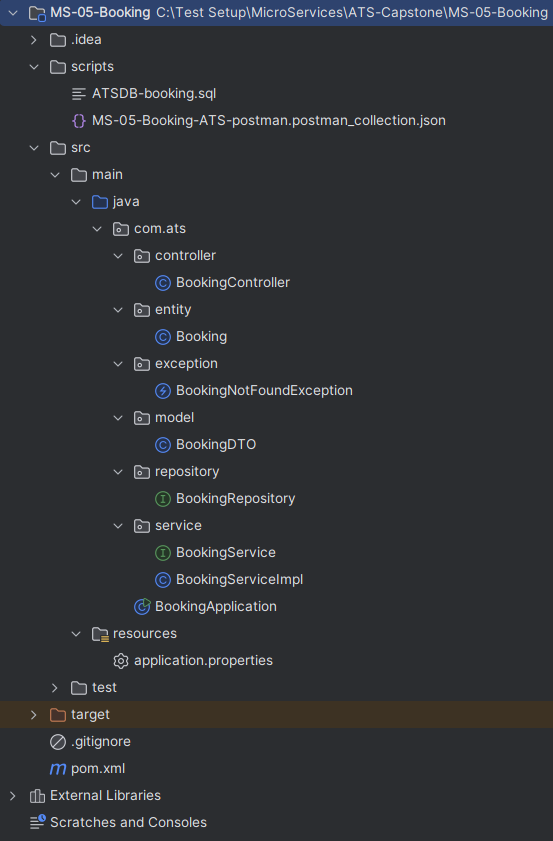 MS-05-Booking C:\Test Setup\MicroServices\ATS-Capstone\MS-05-Booking
.idea
scripts
ATSDB-booking.sql
MS-05-Booking-ATS-postman.postman_collection.json
src
main
java
com.ats
controller
BookingController
entity
Booking
exception
BookingNotFoundException
model
BookingDTO
repository
BookingRepository
service
BookingService
BookingServiceImpl
BookingApplication
resources
application.properties
test
target
.gitignore
pom.xml
External Libraries
Scratches and Consoles